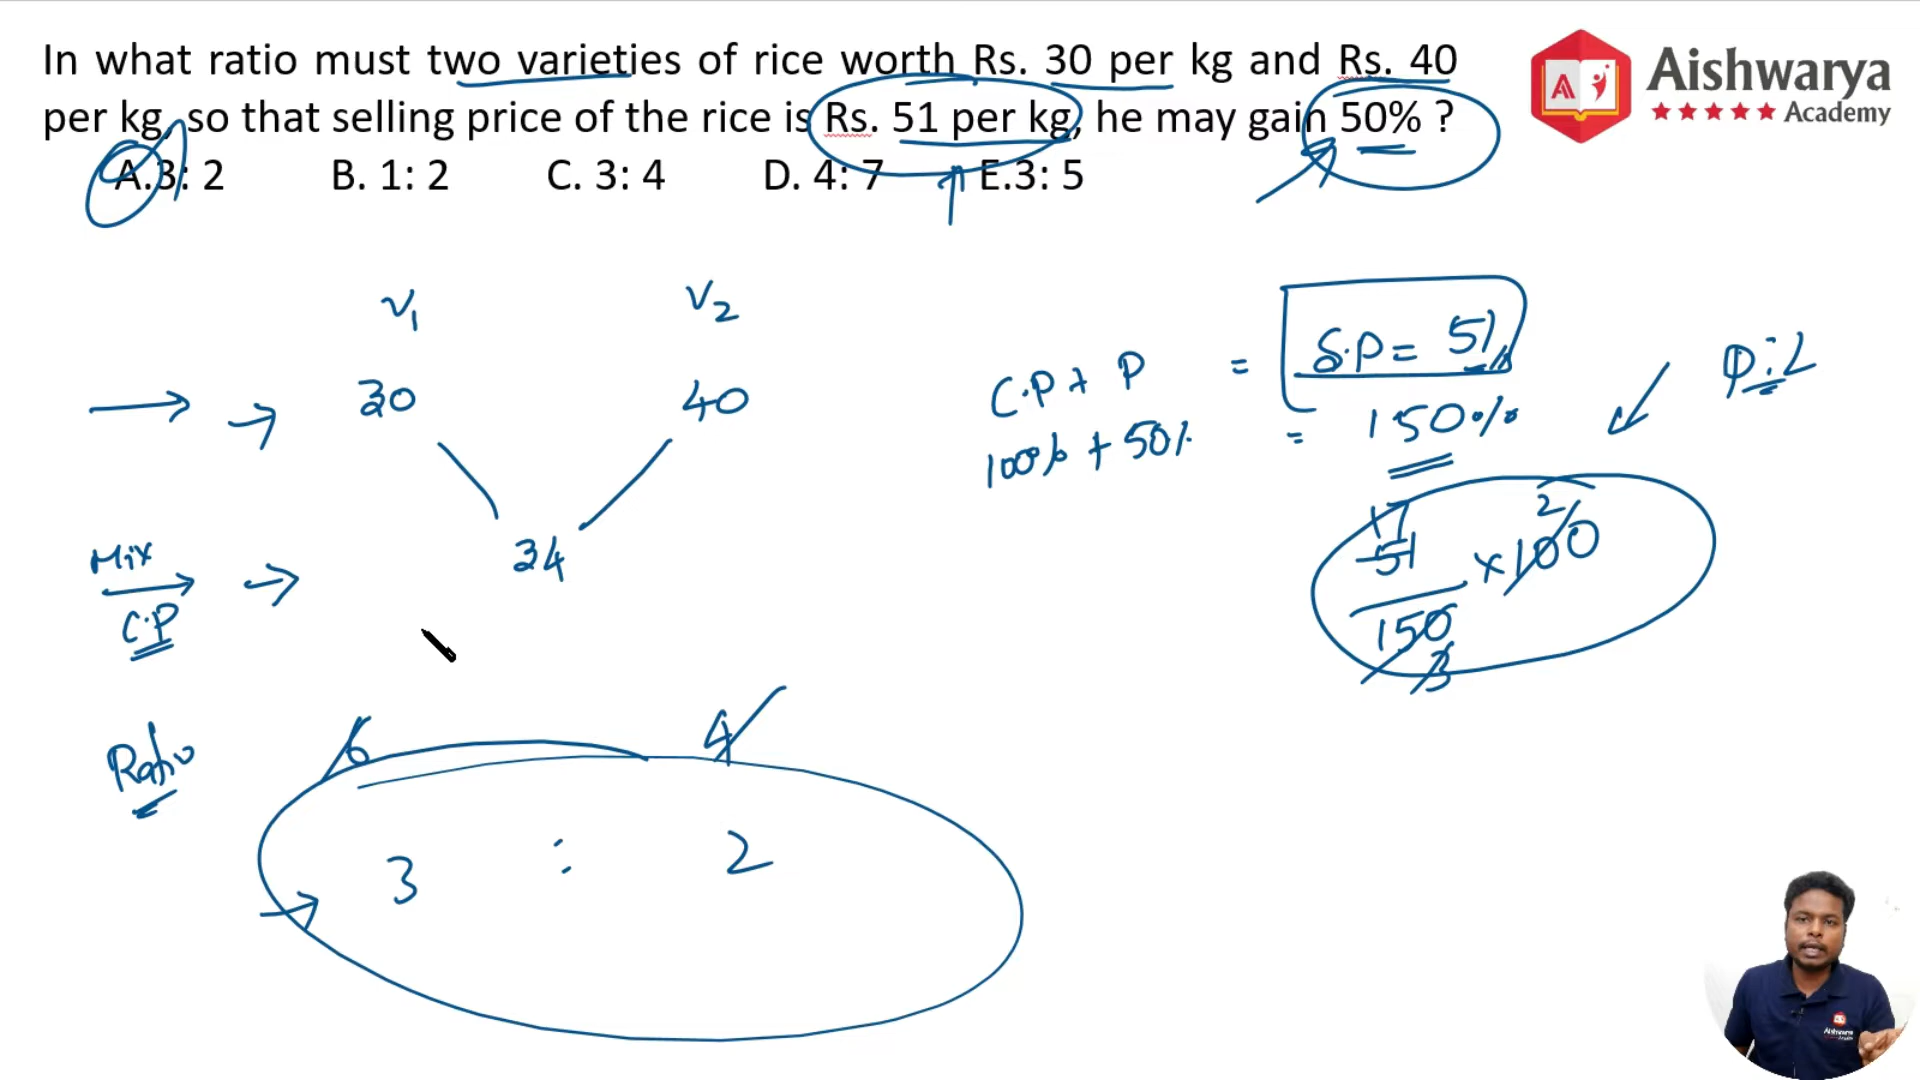 In what ratio must two varieties of rice worth Rs. 30 per kg and Rs. 40
per kg, so that selling price of the rice is Rs. 51 per kg, he may gain 50% ?
A.3: 2 B. 1: 2 C. 3: 4 D. 4: 7 E.3: 5
Aishwarya
Academy
V1 V2
30 40
C.P + P = S.P = 51
100% + 50% = 150%
P:L
34
Mix
C.P
17 2
51 × 100
150
3
Ratio
6 4
3 : 2
Aishwarya